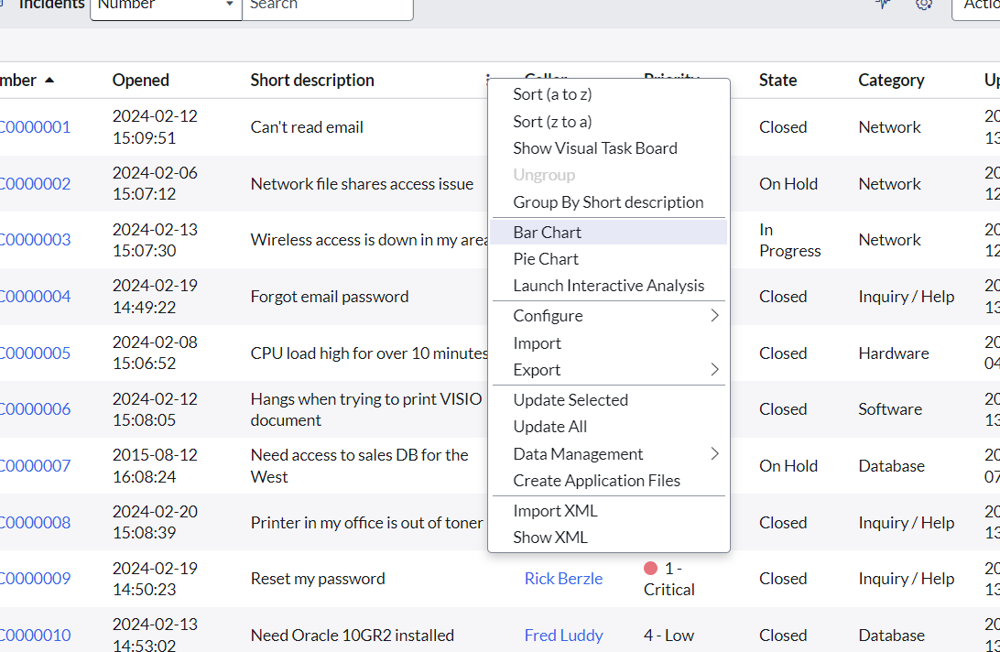 Incidents Number Search Actio
mber Opened Short description Caller Priority State Category Up
C0000001 2024-02-12 15:09:51 Can't read email Closed Network 20 13
C0000002 2024-02-06 15:07:12 Network file shares access issue On Hold Network 20 12
C0000003 2024-02-13 15:07:30 Wireless access is down in my area In Progress Network 20 12
C0000004 2024-02-19 14:49:22 Forgot email password Closed Inquiry / Help 20 13
C0000005 2024-02-08 15:06:52 CPU load high for over 10 minutes Closed Hardware 20 04
C0000006 2024-02-12 15:08:05 Hangs when trying to print VISIO document Closed Software 20 13
C0000007 2015-08-12 16:08:24 Need access to sales DB for the West On Hold Database 20 07
C0000008 2024-02-20 15:08:39 Printer in my office is out of toner Closed Inquiry / Help 20 13
C0000009 2024-02-19 14:50:23 Reset my password Rick Berzle 1 - Critical Closed Inquiry / Help 20 13
C0000010 2024-02-13 14:53:02 Need Oracle 10GR2 installed Fred Luddy 4 - Low Closed Database 20 13
Sort (a to z)
Sort (z to a)
Show Visual Task Board
Ungroup
Group By Short description
Bar Chart
Pie Chart
Launch Interactive Analysis
Configure
Import
Export
Update Selected
Update All
Data Management
Create Application Files
Import XML
Show XML